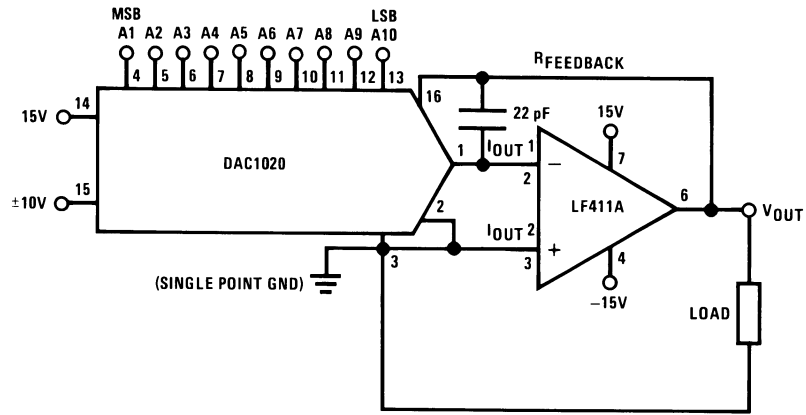 MSB LSB
A1 A2 A3 A4 A5 A6 A7 A8 A9 A10
4 5 6 7 8 9 10 11 12 13
RFEEDBACK
16
22 pF
15V
14
15V
DAC1020
1
IOUT 1
2
−
7
LF411A
6
VOUT
15
±10V
2
IOUT 2
3
+
4
−15V
3
(SINGLE POINT GND)
LOAD